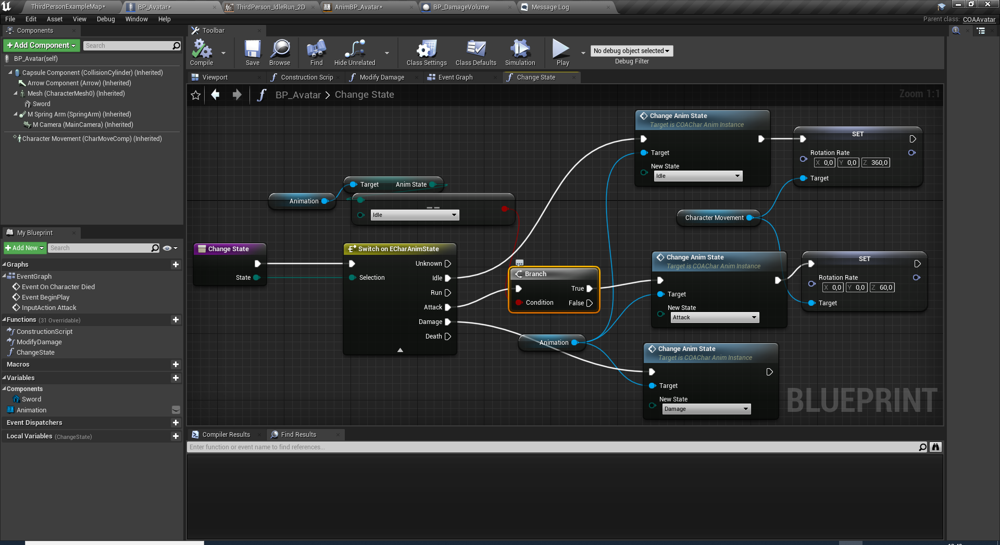 ThirdPersonExampleMap*
BP_Avatar*
ThirdPerson_IdleRun_2D
AnimBP_Avatar*
BP_DamageVolume
Message Log
File Edit Asset View Debug Window Help
Parent class: COAAvatar
Components
Toolbar
+ Add Component
Search
Compile
Save
Browse
Find
Hide Unrelated
Class Settings
Class Defaults
Simulation
Play
No debug object selected
Debug Filter
BP_Avatar(self)
Capsule Component (CollisionCylinder) (Inherited)
Arrow Component (Arrow) (Inherited)
Mesh (CharacterMesh0) (Inherited)
Sword
M Spring Arm (SpringArm) (Inherited)
M Camera (MainCamera) (Inherited)
Character Movement (CharMoveComp) (Inherited)
Viewport
Construction Scrip
Modify Damage
Event Graph
Change State
BP_Avatar > Change State
Zoom 1:1
Change Anim State
Target is COAChar Anim Instance
Target
New State
Idle
SET
Rotation Rate
X 0,0 Y 0,0 Z 360,0
Target
Target Anim State
Animation
==
Idle
Character Movement
Change State
State
Switch on ECharAnimState
Selection
Unknown
Idle
Run
Attack
Damage
Death
Branch
True
Condition
False
Change Anim State
Target is COAChar Anim Instance
Target
New State
Attack
SET
Rotation Rate
X 0,0 Y 0,0 Z 60,0
Target
Animation
Change Anim State
Target is COAChar Anim Instance
Target
New State
Damage
BLUEPRINT
My Blueprint
+ Add New
Search
Graphs
EventGraph
Event On Character Died
Event BeginPlay
InputAction Attack
Functions (31 Overridable)
ConstructionScript
ModifyDamage
ChangeState
Macros
Variables
Components
Sword
Animation
Event Dispatchers
Local Variables (ChangeState)
Compiler Results
Find Results
Enter function or event name to find references...